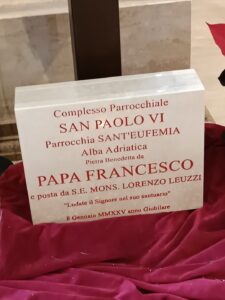 Complesso Parrocchiale
SAN PAOLO VI
Parrocchia SANT'EUFEMIA
Alba Adriatica
Pietra Benedetta da
PAPA FRANCESCO
e posta da S.E. MONS. LORENZO LEUZZI
"Lodate il Signore nel suo santuario"
8 Gennaio MMXXV anno Giubilare